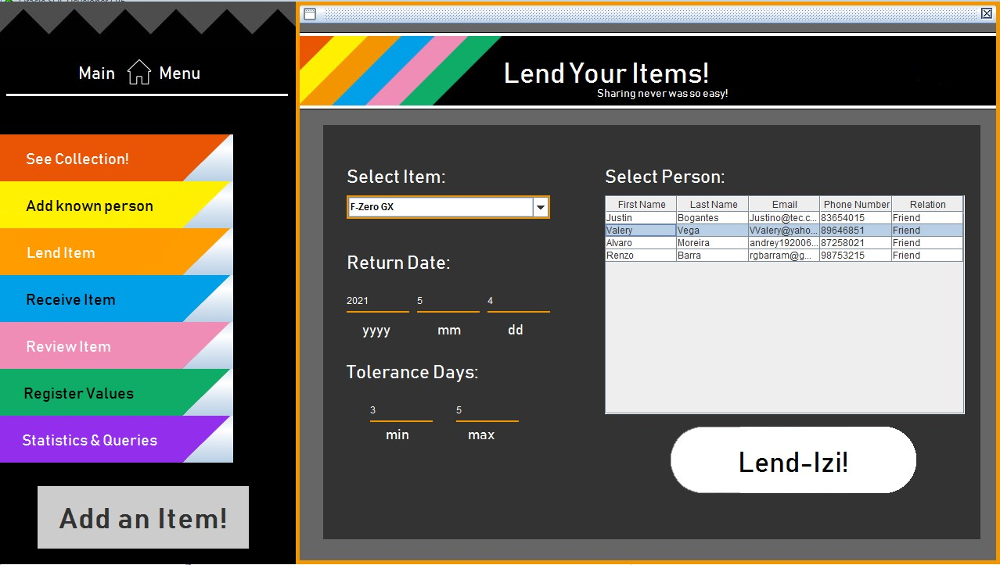 Main Menu
See Collection!
Add known person
Lend Item
Receive Item
Review Item
Register Values
Statistics & Queries
Add an Item!
Lend Your Items!
Sharing never was so easy!
Select Item:
F-Zero GX
Return Date:
2021 5 4
yyyy mm dd
Tolerance Days:
3 5
min max
Select Person:
First Name Last Name Email Phone Number Relation
Justin Bogantes Justino@tec.c... 83654015 Friend
Valery Vega VValery@yaho... 89646851 Friend
Alvaro Moreira andrey192006... 87258021 Friend
Renzo Barra rgbarram@g... 98753215 Friend
Lend-Izi!